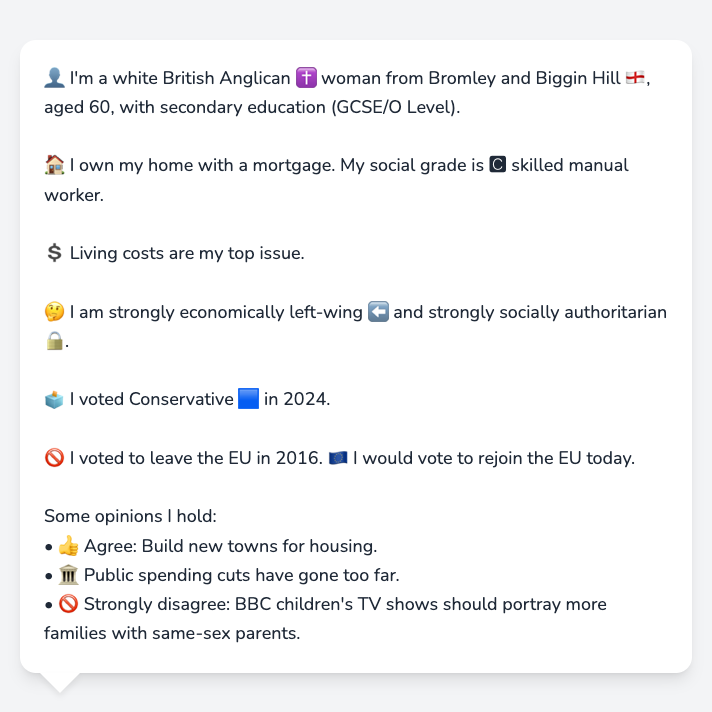 👤 I'm a white British Anglican ✝️ woman from Bromley and Biggin Hill 🏴󠁧󠁢󠁥󠁮󠁧󠁿,
aged 60, with secondary education (GCSE/O Level).
🏠 I own my home with a mortgage. My social grade is 🅲 skilled manual
worker.
💲 Living costs are my top issue.
🤔 I am strongly economically left-wing ⬅️ and strongly socially authoritarian
🔒.
🗳️ I voted Conservative 🟦 in 2024.
🚫 I voted to leave the EU in 2016. 🇪🇺 I would vote to rejoin the EU today.
Some opinions I hold:
• 👍 Agree: Build new towns for housing.
• 🏛️ Public spending cuts have gone too far.
• 🚫 Strongly disagree: BBC children's TV shows should portray more
families with same-sex parents.